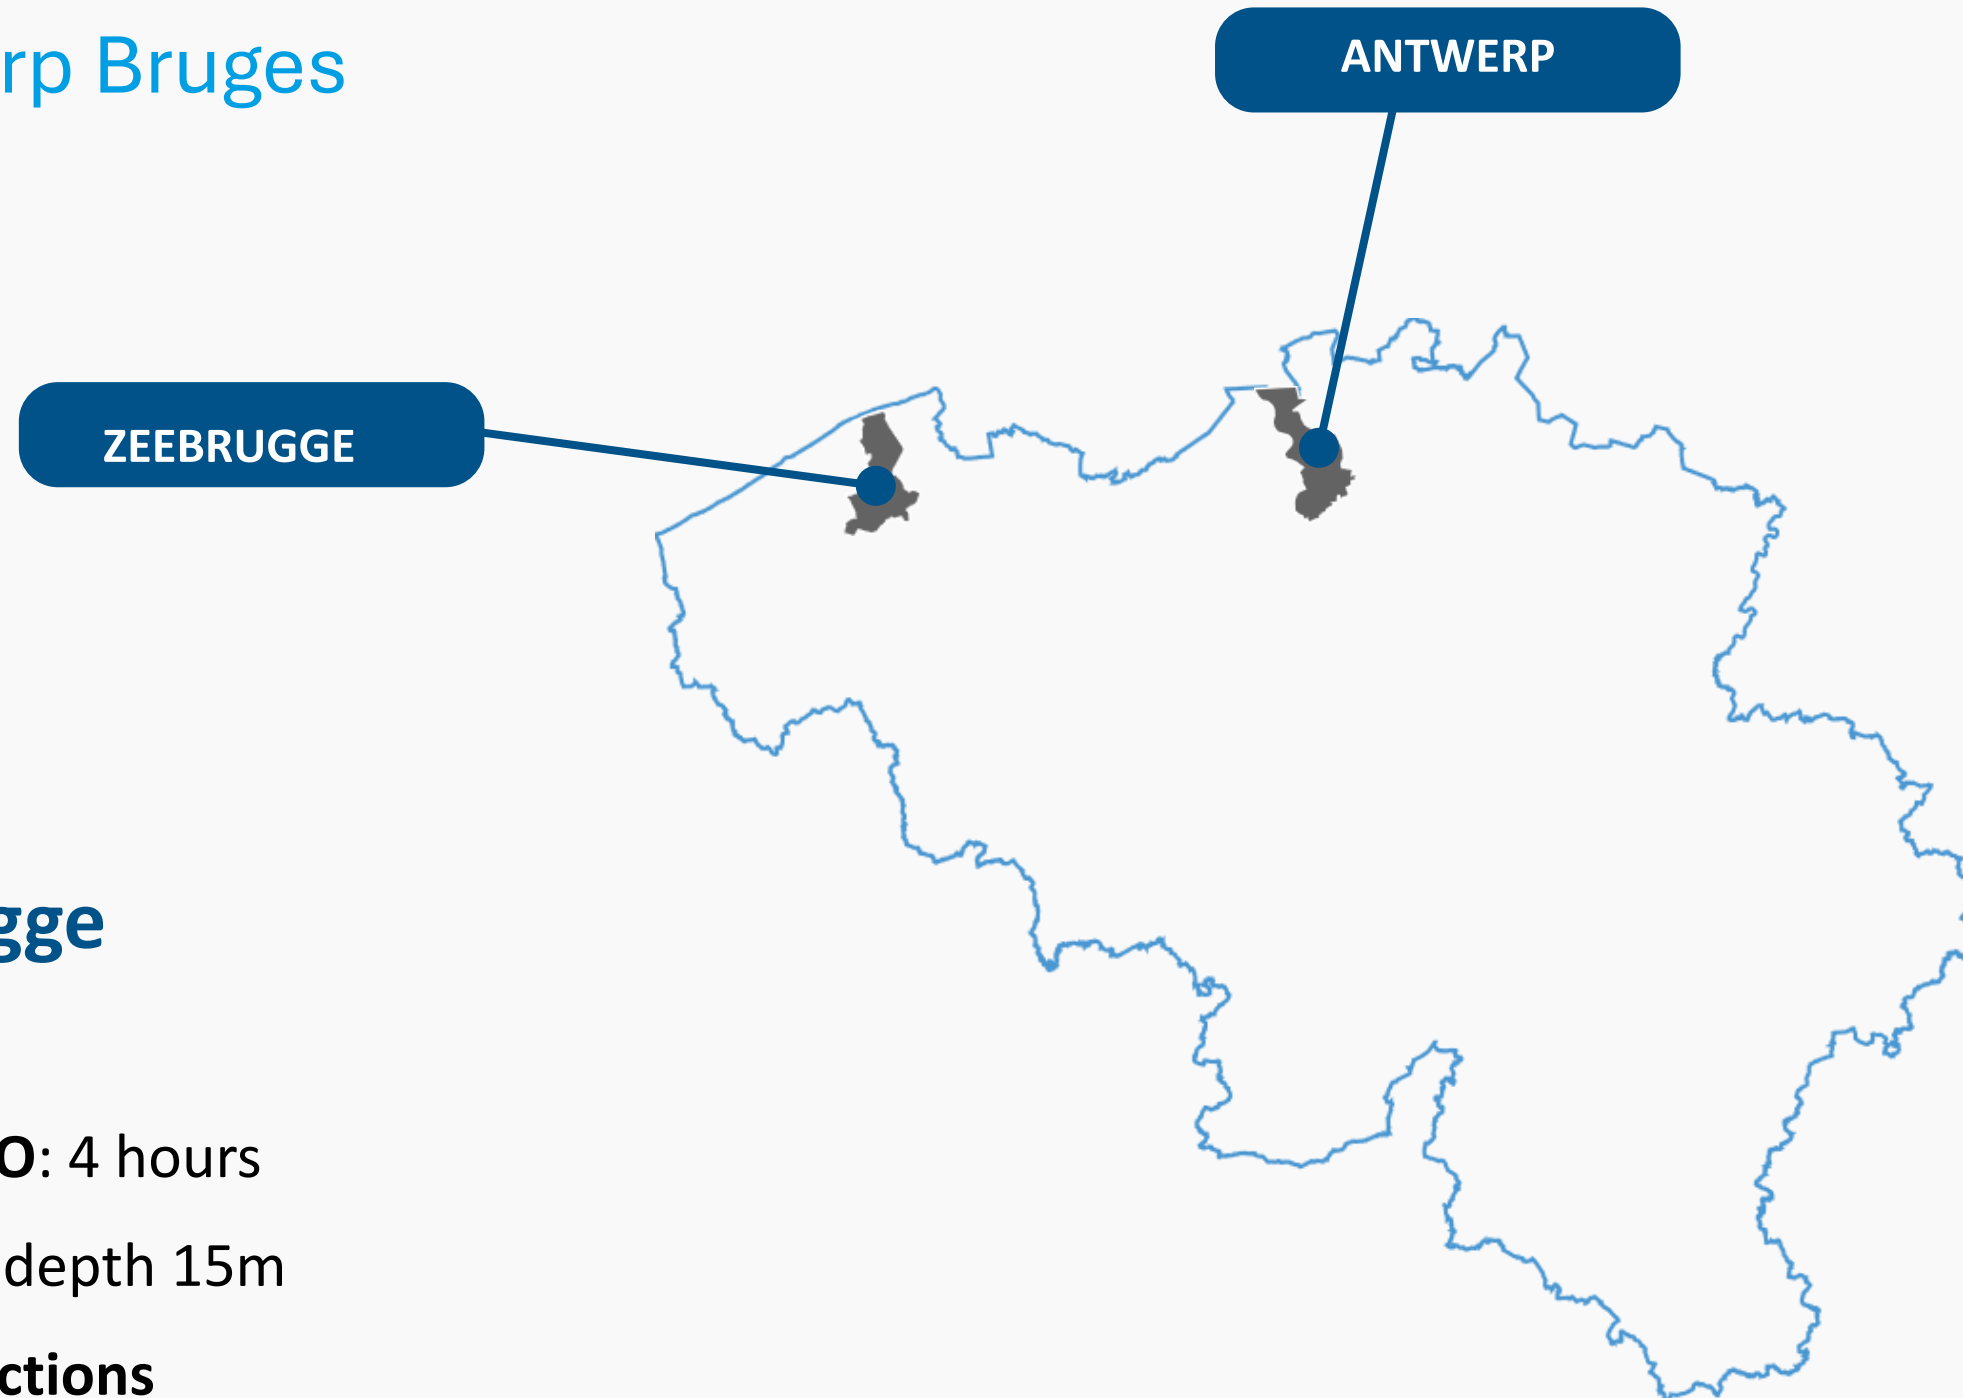 rp Bruges
ANTWERP
ZEEBRUGGE
gge
O: 4 hours
depth 15m
ctions